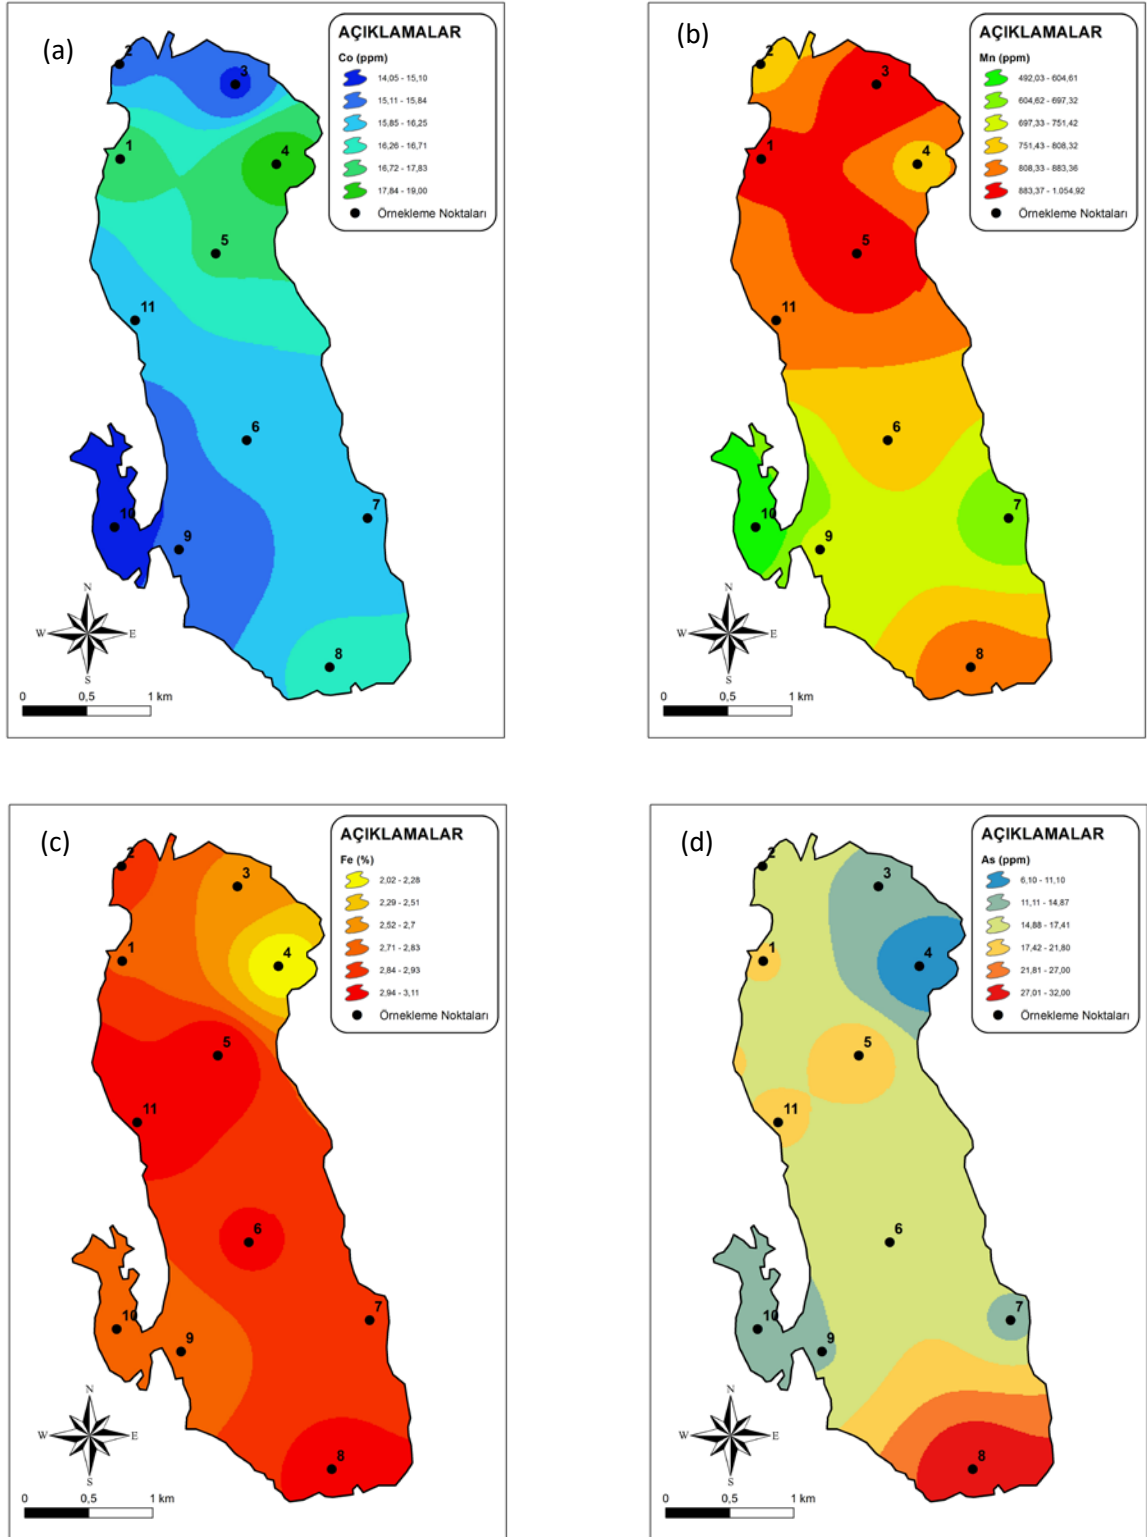 (a)
AÇIKLAMALAR
Co (ppm)
14,05 - 15,10
15,11 - 15,84
15,85 - 16,25
16,26 - 16,71
16,72 - 17,83
17,84 - 19,00
Örnekleme Noktaları
2
3
1
4
5
11
6
7
10
9
8
N
W
E
S
0
0,5
1 km
(b)
AÇIKLAMALAR
Mn (ppm)
492,03 - 604,61
604,62 - 697,32
697,33 - 751,42
751,43 - 808,32
808,33 - 883,36
883,37 - 1.054,92
Örnekleme Noktaları
2
3
1
4
5
11
6
7
10
9
8
N
W
E
S
0
0,5
1 km
(c)
AÇIKLAMALAR
Fe (%)
2,02 - 2,28
2,29 - 2,51
2,52 - 2,7
2,71 - 2,83
2,84 - 2,93
2,94 - 3,11
Örnekleme Noktaları
2
3
1
4
5
11
6
7
10
9
8
N
W
E
S
0
0,5
1 km
(d)
AÇIKLAMALAR
As (ppm)
6,10 - 11,10
11,11 - 14,87
14,88 - 17,41
17,42 - 21,80
21,81 - 27,00
27,01 - 32,00
Örnekleme Noktaları
2
3
1
4
5
11
6
7
10
9
8
N
W
E
S
0
0,5
1 km